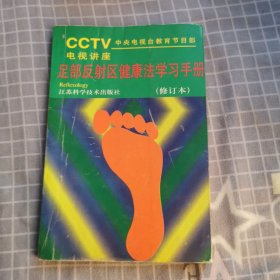 CCTV 中央电视台教育节目部
电视讲座
足部反射区健康法学习手册
Reflexology
江苏科学技术出版社 (修订本)